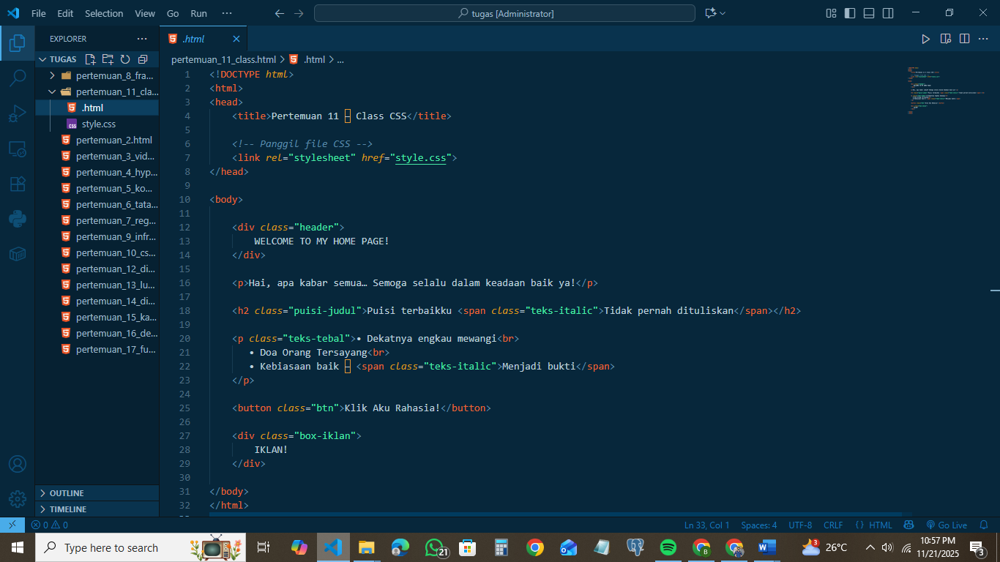 File Edit Selection View Go Run ···
tugas [Administrator]
EXPLORER ···
TUGAS
pertemuan_8_fra...
pertemuan_11_cla...
.html
style.css
pertemuan_2.html
pertemuan_3_vid...
pertemuan_4_hyp...
pertemuan_5_ko...
pertemuan_6_tata...
pertemuan_7_reg...
pertemuan_9_infr...
pertemuan_10_cs...
pertemuan_12_di...
pertemuan_13_lu...
pertemuan_14_di...
pertemuan_15_ka...
pertemuan_16_de...
pertemuan_17_fu...
OUTLINE
TIMELINE
.html
pertemuan_11_class.html > .html > ...
1 <!DOCTYPE html>
2 <html>
3 <head>
4 <title>Pertemuan 11 – Class CSS</title>
5
6 <!-- Panggil file CSS -->
7 <link rel="stylesheet" href="style.css">
8 </head>
9
10 <body>
11
12 <div class="header">
13 WELCOME TO MY HOME PAGE!
14 </div>
15
16 <p>Hai, apa kabar semua… Semoga selalu dalam keadaan baik ya!</p>
17
18 <h2 class="puisi-judul">Puisi terbaikku <span class="teks-italic">Tidak pernah dituliskan</span></h2>
19
20 <p class="teks-tebal">• Dekatnya engkau mewangi<br>
21 • Doa Orang Tersayang<br>
22 • Kebiasaan baik – <span class="teks-italic">Menjadi bukti</span>
23 </p>
24
25 <button class="btn">Klik Aku Rahasia!</button>
26
27 <div class="box-iklan">
28 IKLAN!
29 </div>
30
31 </body>
32 </html>
0 0
Ln 33, Col 1 Spaces: 4 UTF-8 CRLF { } HTML Go Live
Type here to search
21
3 26°C
10:57 PM
11/21/2025
3